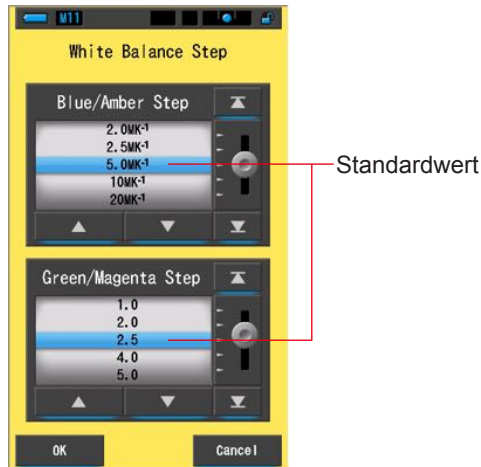 M11
White Balance Step
Blue/Amber Step
2.0MK-1
2.5MK-1
5.0MK-1
10MK-1
20MK-1
Standardwert
Green/Magenta Step
1.0
2.0
2.5
4.0
5.0
OK
Cancel